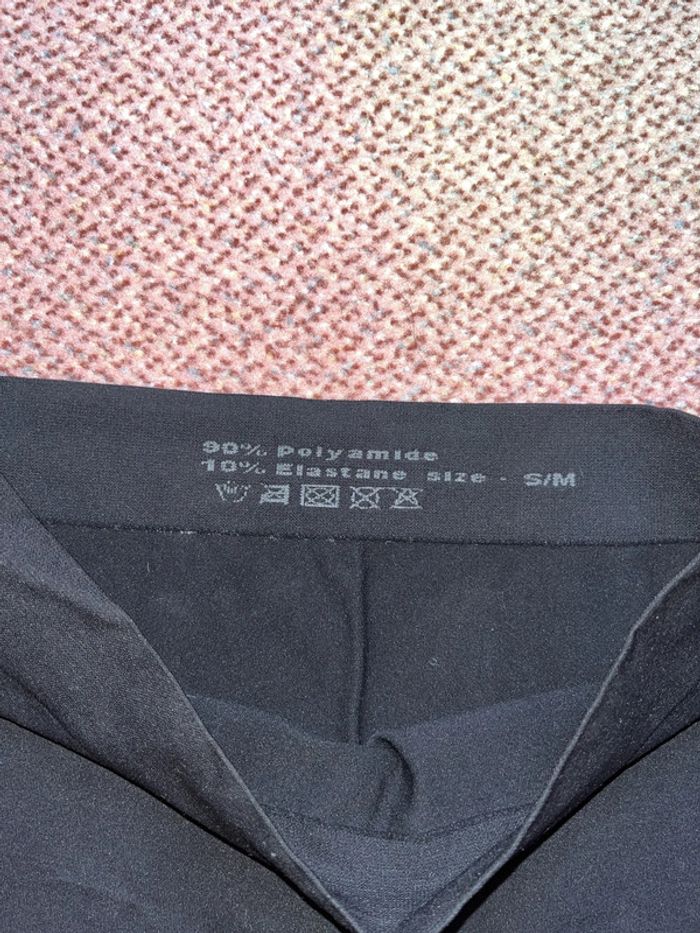 90% Polyamide
10% Elastane size - S/M